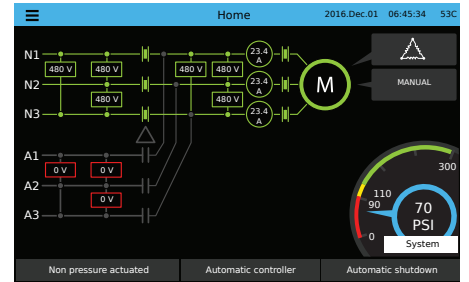 Home 2016.Dec.01 06:45:34 53C
N1 23.4 A
480 V 480 V 480 V 480 V
N2 23.4 A M MANUAL
480 V 480 V
N3 23.4 A
A1
0 V 0 V
300
A2
110
0 V
90 70
A3 PSI
0
System
Non pressure actuated Automatic controller Automatic shutdown